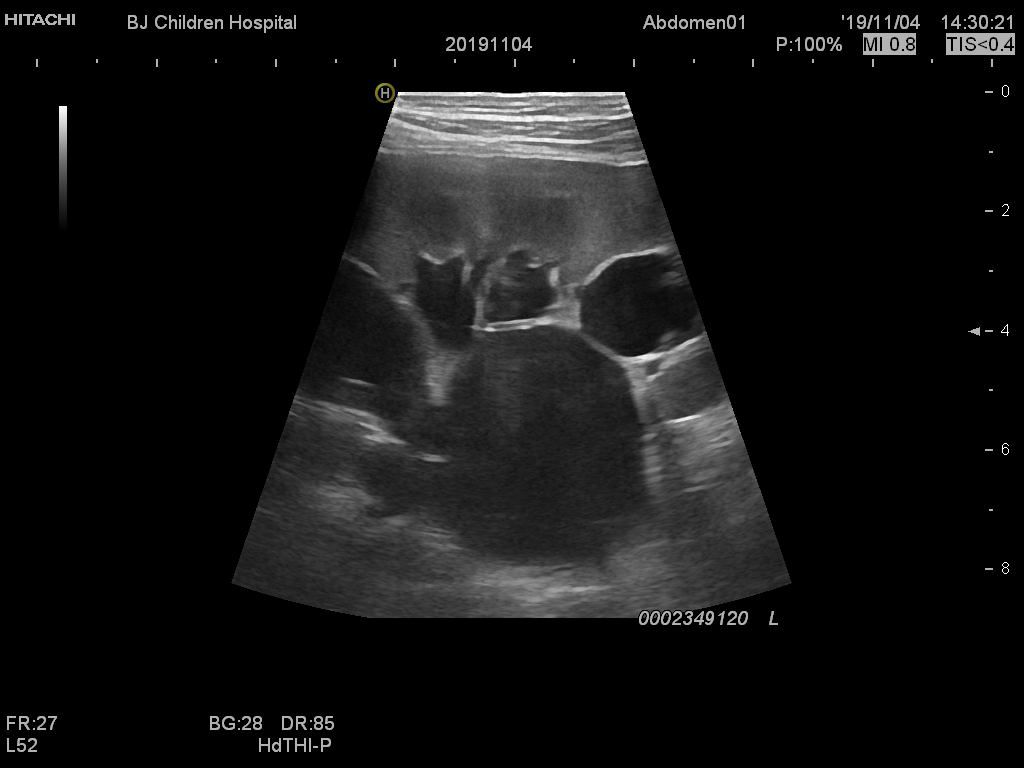 HITACHI BJ Children Hospital Abdomen01 '19/11/04 14:30:21
20191104 P:100% MI 0.8 TIS<0.4
H
0
2
4
6
8
0002349120 L
FR:27 BG:28 DR:85
L52 HdTHI-P